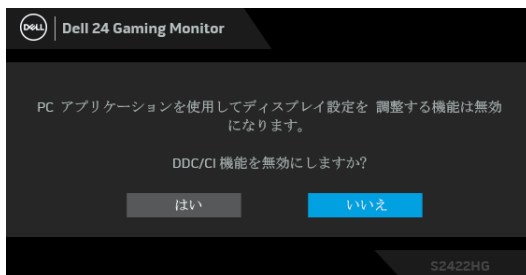 DELL
Dell 24 Gaming Monitor
PC アプリケーションを使用してディスプレイ設定を 調整する機能は無効
になります。
DDC/CI 機能を無効にしますか?
はい
いいえ
S2422HG